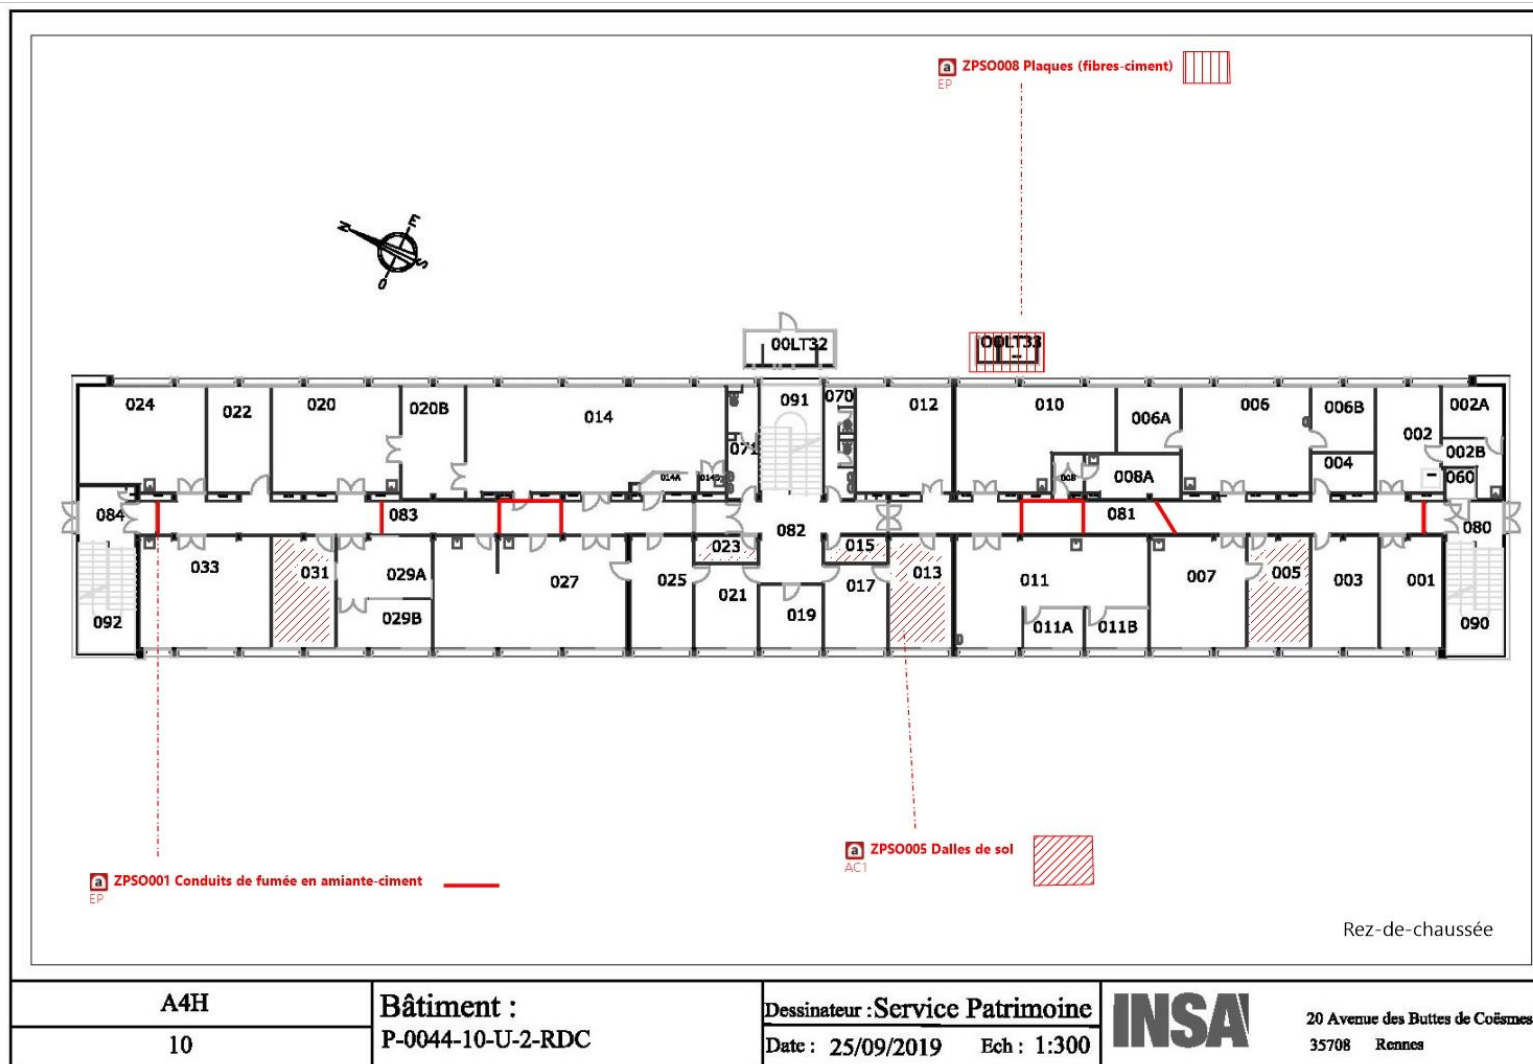 a ZPSO008 Plaques (fibres-ciment)
EP
N
E
S
O
00LT32
OOLT33
024
022
020
020B
014
071
091
070
012
010
006A
006
006B
002
002A
002B
004
060
014A
008
008A
084
083
082
081
080
033
031
029A
029B
027
025
023
021
019
015
017
013
011
011A
011B
007
005
003
001
092
090
a ZPSO005 Dalles de sol
AC1
a ZPSO001 Conduits de fumée en amiante-ciment
EP
Rez-de-chaussée
A4H
10
Bâtiment :
P-0044-10-U-2-RDC
Dessinateur : Service Patrimoine
Date : 25/09/2019 Ech : 1:300
INSA
20 Avenue des Buttes de Coësmes
35708 Rennes